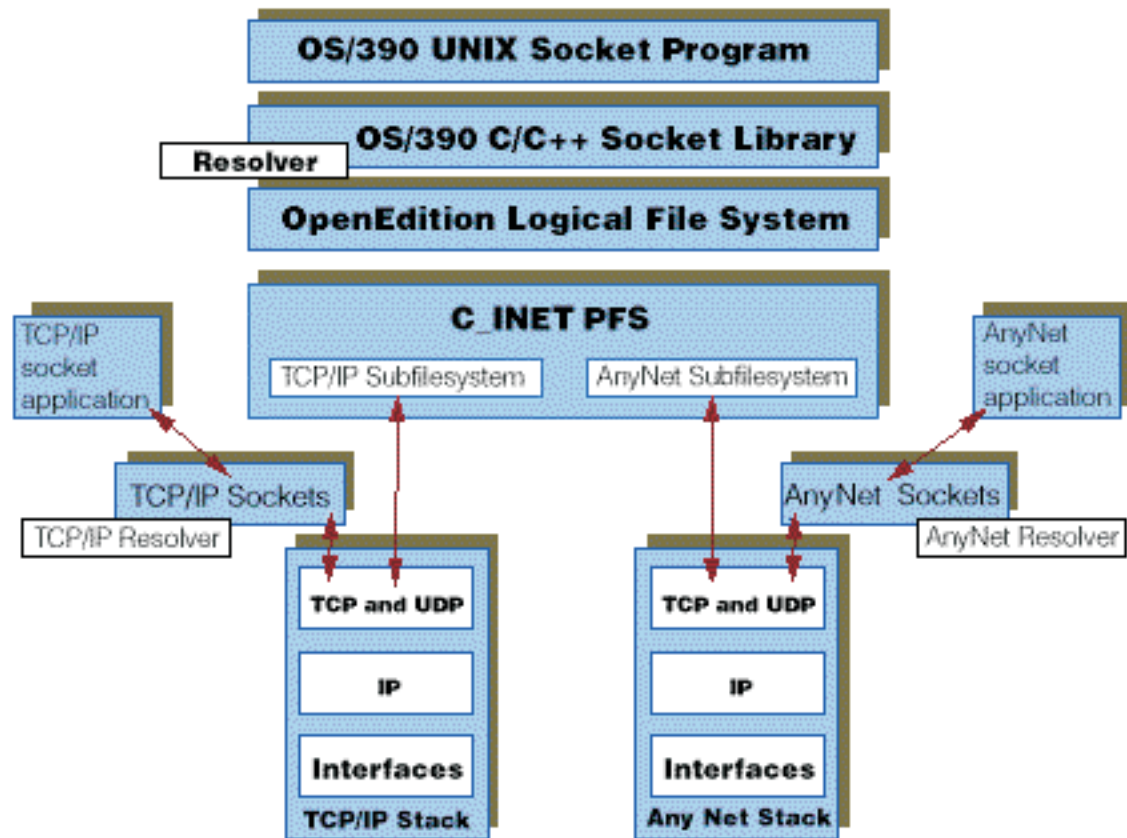 OS/390 UNIX Socket Program
OS/390 C/C++ Socket Library
Resolver
OpenEdition Logical File System
C_INET PFS
TCP/IP Subfilesystem
AnyNet Subfilesystem
TCP/IP
socket
application
AnyNet
socket
application
TCP/IP Sockets
TCP/IP Resolver
AnyNet Sockets
AnyNet Resolver
TCP and UDP
IP
Interfaces
TCP/IP Stack
TCP and UDP
IP
Interfaces
Any Net Stack